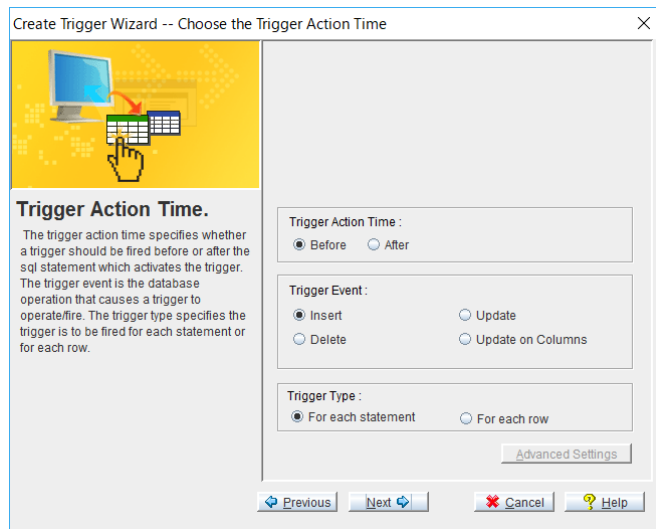 Create Trigger Wizard -- Choose the Trigger Action Time
Trigger Action Time.
The trigger action time specifies whether
a trigger should be fired before or after the
sql statement which activates the trigger.
The trigger event is the database
operation that causes a trigger to
operate/fire. The trigger type specifies the
trigger is to be fired for each statement or
for each row.
Trigger Action Time :
Before After
Trigger Event :
Insert Update
Delete Update on Columns
Trigger Type :
For each statement For each row
Advanced Settings
Previous Next Cancel Help